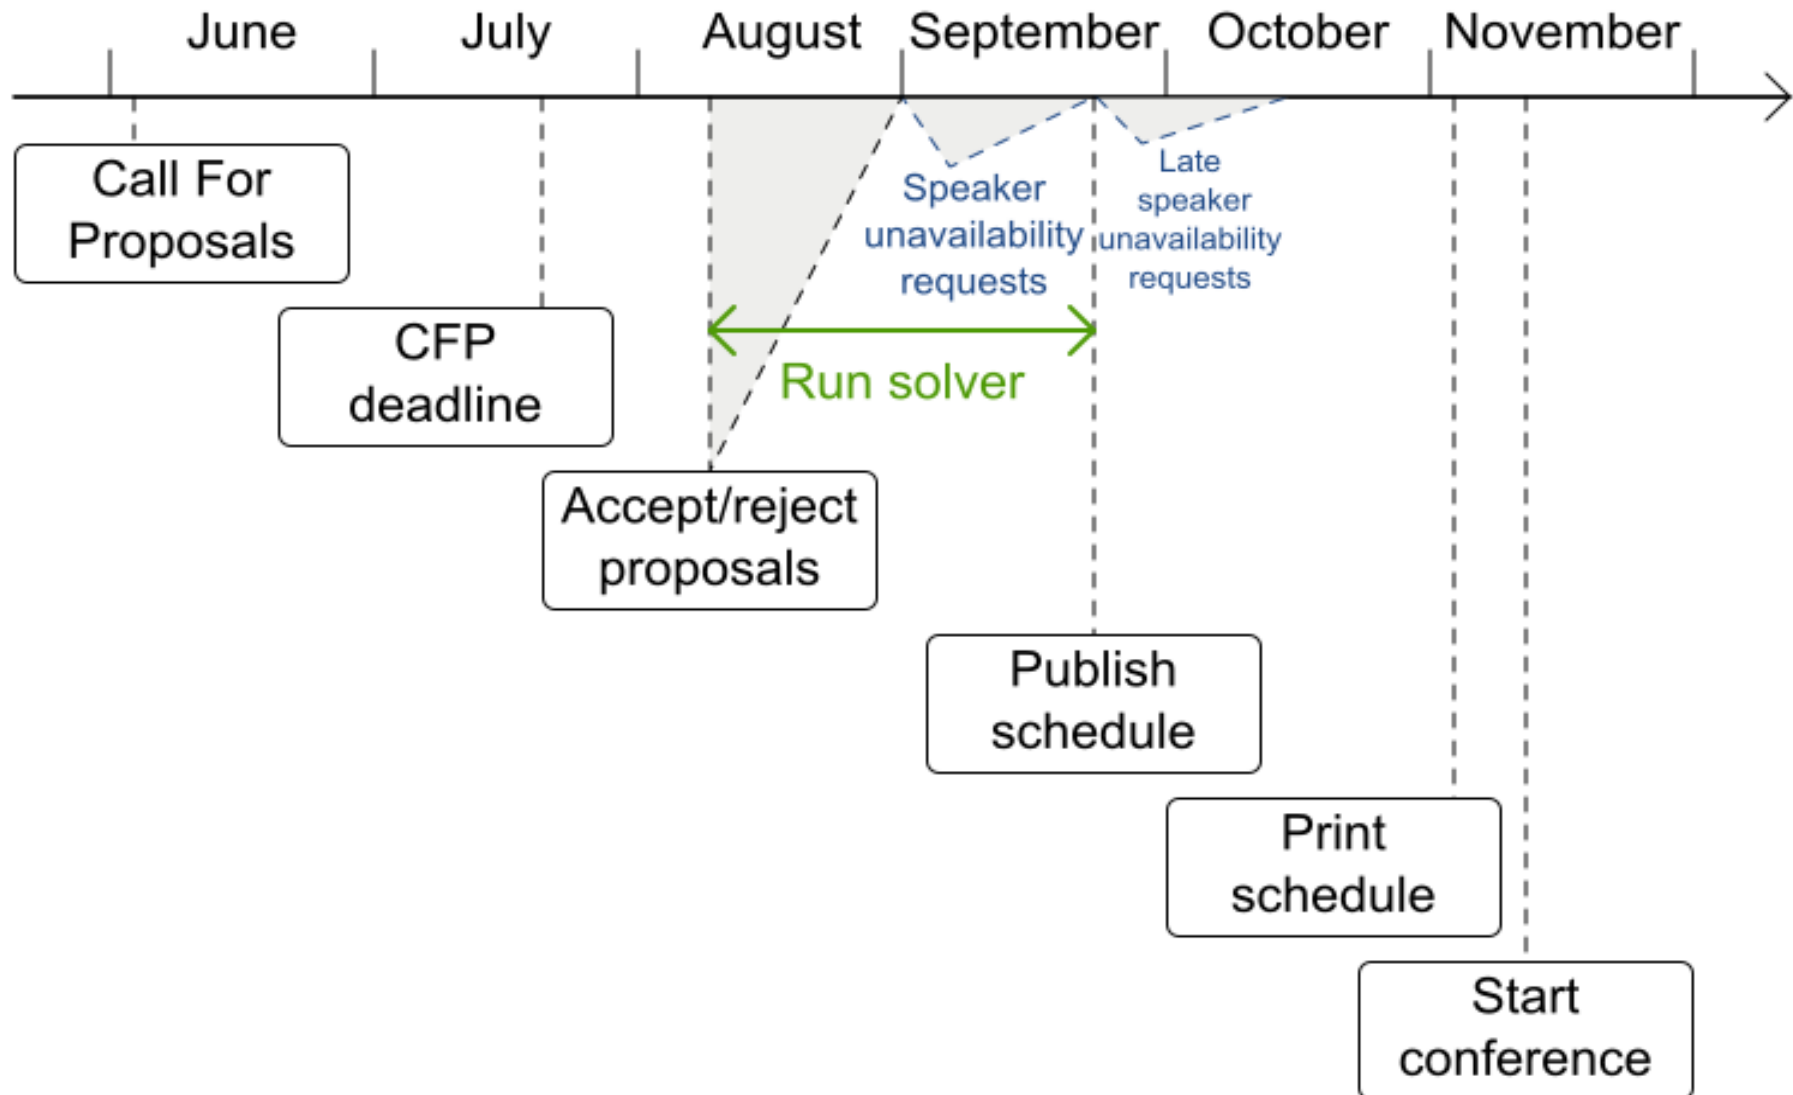 June July August September October November
Call For
Proposals
CFP
deadline
Accept/reject
proposals
Speaker
unavailability
requests
Late
speaker
unavailability
requests
Run solver
Publish
schedule
Print
schedule
Start
conference